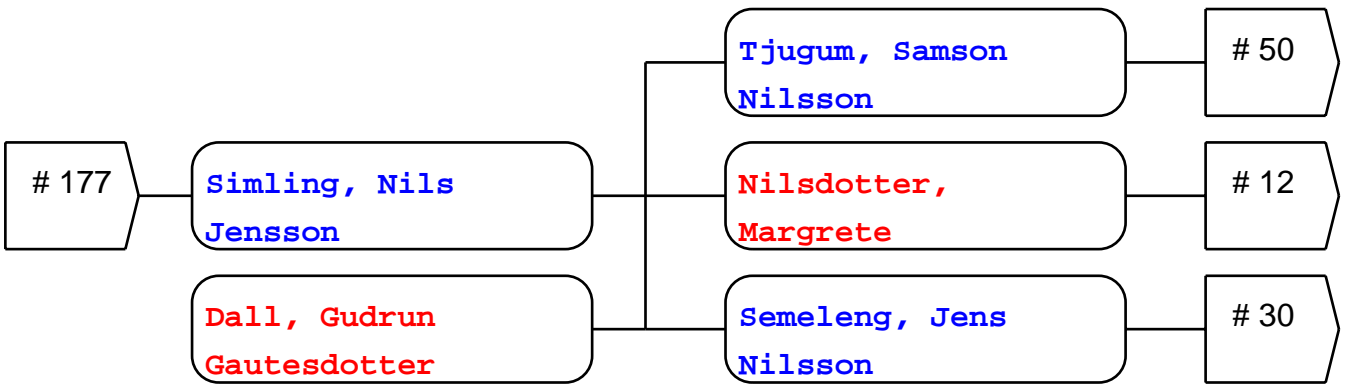 Tjugum, Samson
Nilsson
# 50
# 177
Simling, Nils
Jensson
Nilsdotter,
Margrete
# 12
Dall, Gudrun
Gautesdotter
Semeleng, Jens
Nilsson
# 30